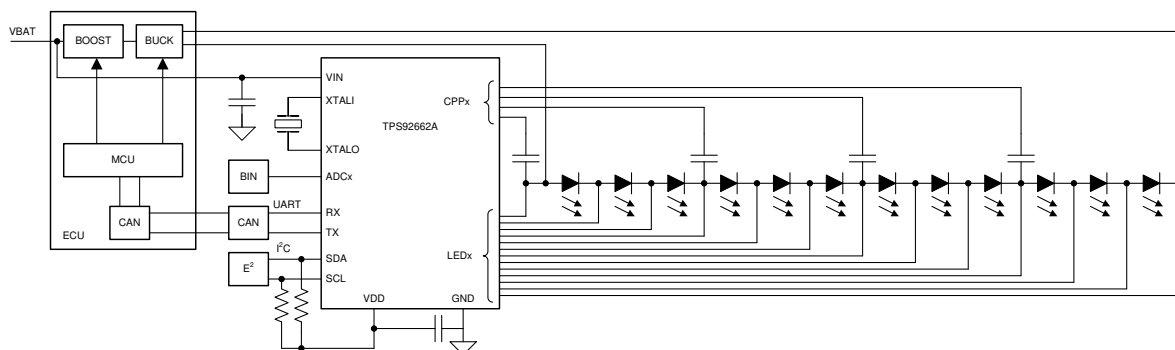 VBAT
BOOST
BUCK
MCU
CAN
ECU
UART
CAN
BIN
I²C
E²
VIN
XTALI
XTALO
ADCx
RX
TX
SDA
SCL
VDD
GND
TPS92662A
CPPx
LEDx